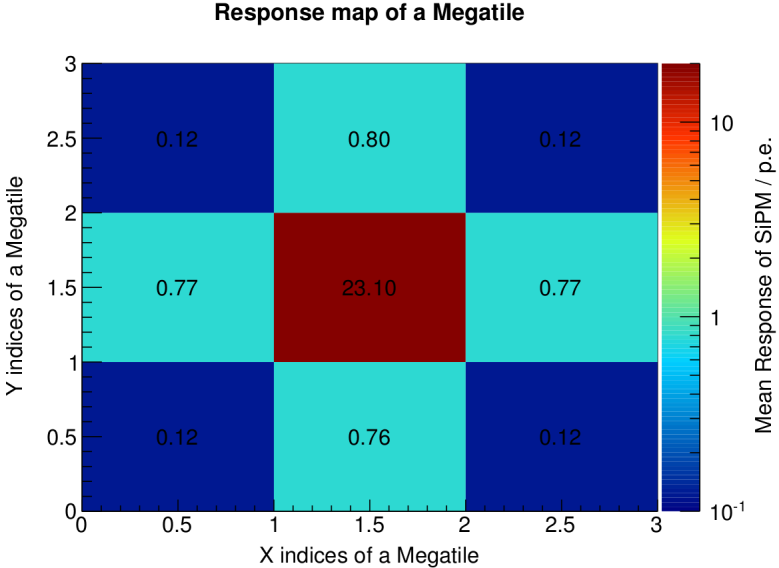 Response map of a Megatile
Y indices of a Megatile
3
2.5
2
1.5
1
0.5
0
0.12 0.80 0.12
0.77 23.10 0.77
0.12 0.76 0.12
0 0.5 1 1.5 2 2.5 3
X indices of a Megatile
10
1
10⁻¹
Mean Response of SiPM / p.e.